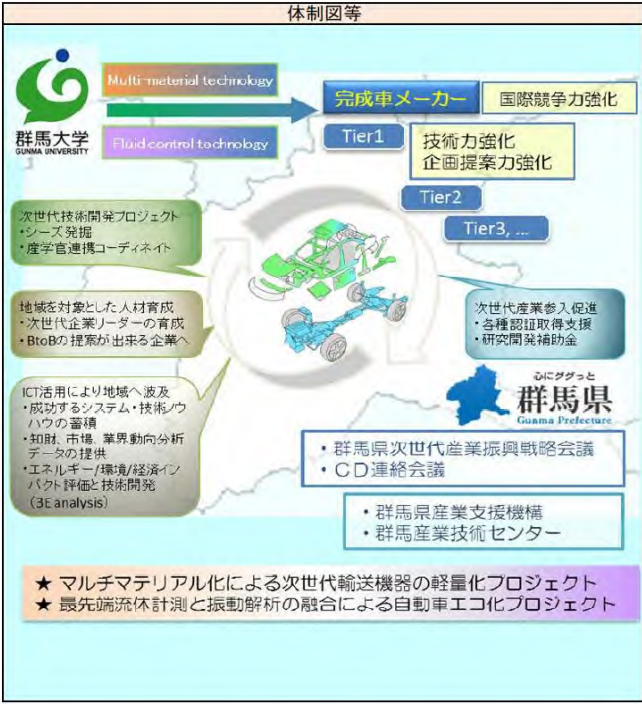 体制図等
群馬大学
GUNMA UNIVERSITY
Multi-material technology
Fluid control technology
完成車メーカー
国際競争力強化
Tier1
技術力強化
企画提案力強化
Tier2
Tier3, ...
次世代技術開発プロジェクト
・シーズ発掘
・産学官連携コーディネイト
地域を対象とした人材育成
・次世代企業リーダーの育成
・BtoBの提案が出来る企業へ
ICT活用により地域へ波及
・成功するシステム・技術ノウ
ハウの蓄積
・知財、市場、業界動向分析
データの提供
・エネルギー/環境/経済イン
パクト評価と技術開発
(3E analysis)
次世代産業参入促進
・各種認証取得支援
・研究開発補助金
心にググっと
群馬県
Gunma Prefecture
・群馬県次世代産業振興戦略会議
・CD連絡会議
・群馬県産業支援機構
・群馬産業技術センター
★ マルチマテリアル化による次世代輸送機器の軽量化プロジェクト
★ 最先端流体計測と振動解析の融合による自動車エコ化プロジェクト